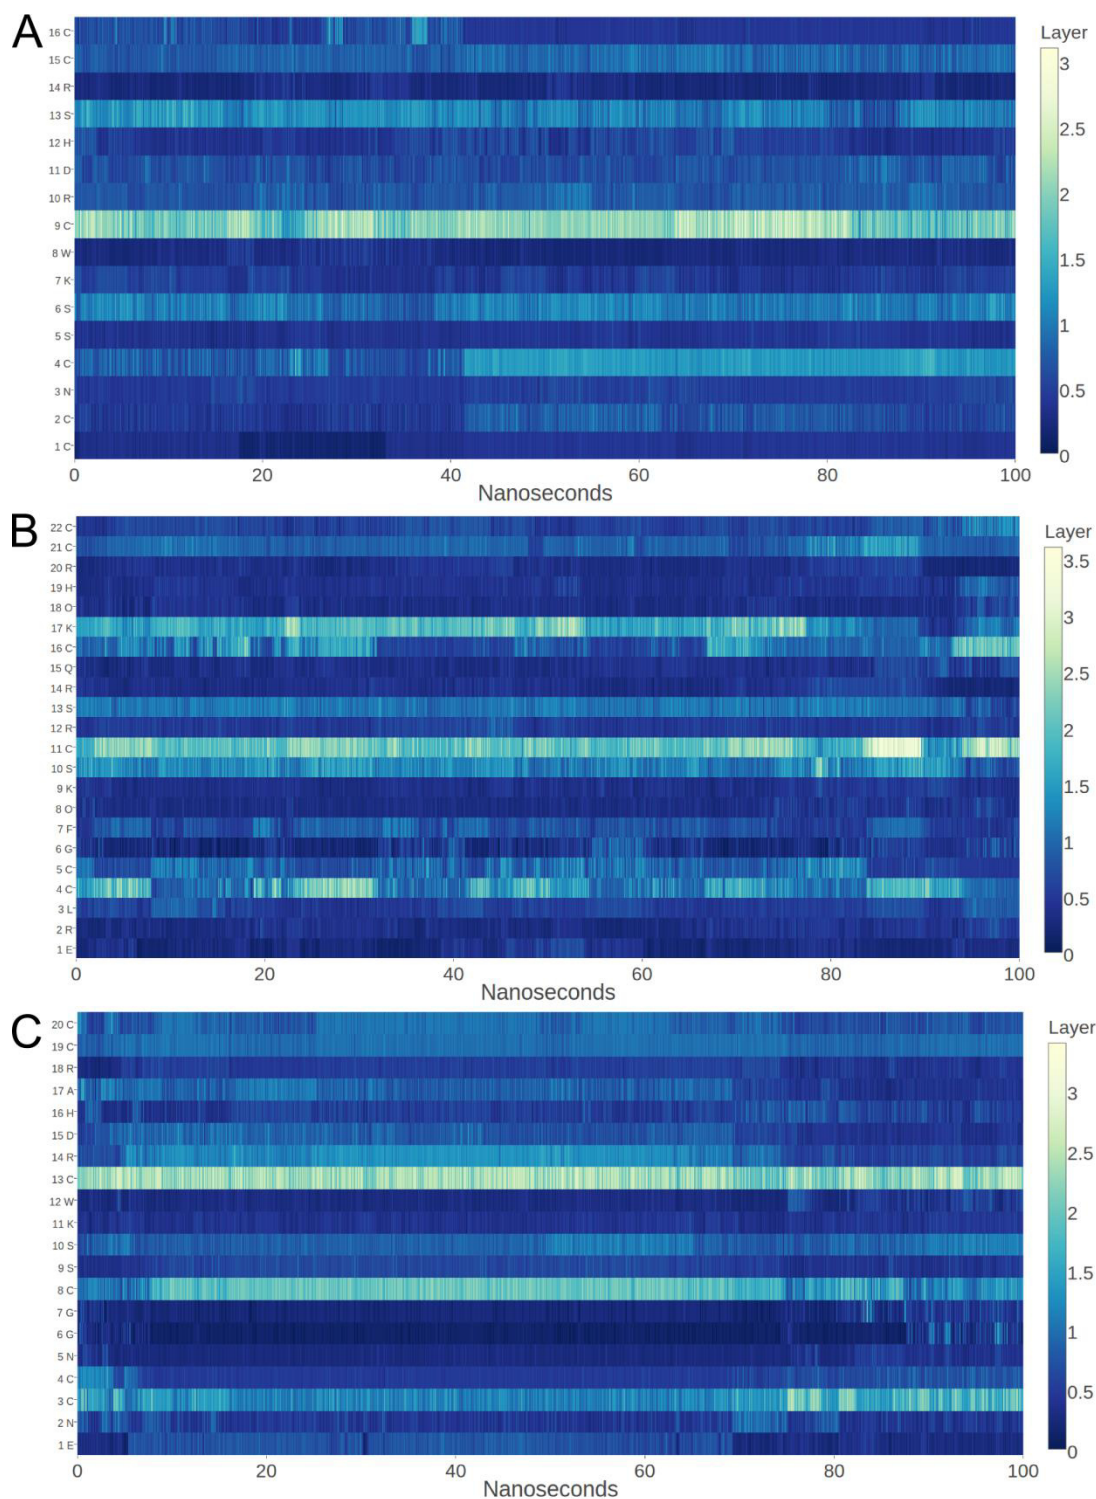 A
Layer
16 C
15 C
14 R
13 S
12 H
11 D
10 R
9 C
8 W
7 K
6 S
5 S
4 C
3 N
2 C
1 C
3
2.5
2
1.5
1
0.5
0
0 20 40 60 80 100
Nanoseconds
B
Layer
22 C
21 C
20 R
19 H
18 O
17 K
16 C
15 Q
14 R
13 S
12 R
11 C
10 S
9 K
8 O
7 F
6 G
5 C
4 C
3 L
2 R
1 E
3.5
3
2.5
2
1.5
1
0.5
0
0 20 40 60 80 100
Nanoseconds
C
Layer
20 C
19 C
18 R
17 A
16 H
15 D
14 R
13 C
12 W
11 K
10 S
9 S
8 C
7 G
6 G
5 N
4 C
3 C
2 N
1 E
3
2.5
2
1.5
1
0.5
0
0 20 40 60 80 100
Nanoseconds